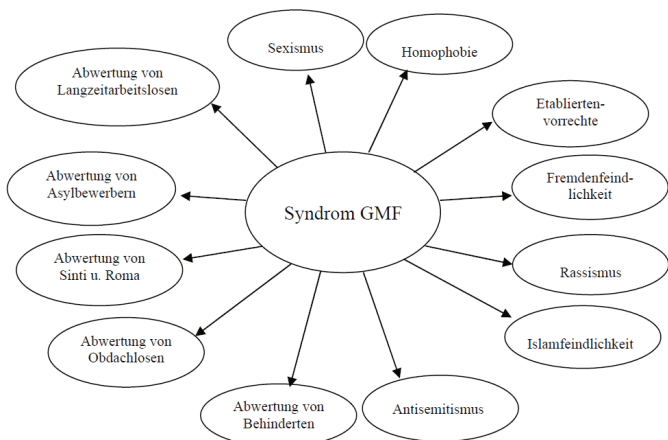 Sexismus
Homophobie
Abwertung von
Langzeitarbeitslosen
Etablierten-
vorrechte
Abwertung von
Asylbewerbern
Fremdenfeind-
lichkeit
Syndrom GMF
Abwertung von
Sinti u. Roma
Rassismus
Abwertung von
Obdachlosen
Islamfeindlichkeit
Abwertung von
Behinderten
Antisemitismus